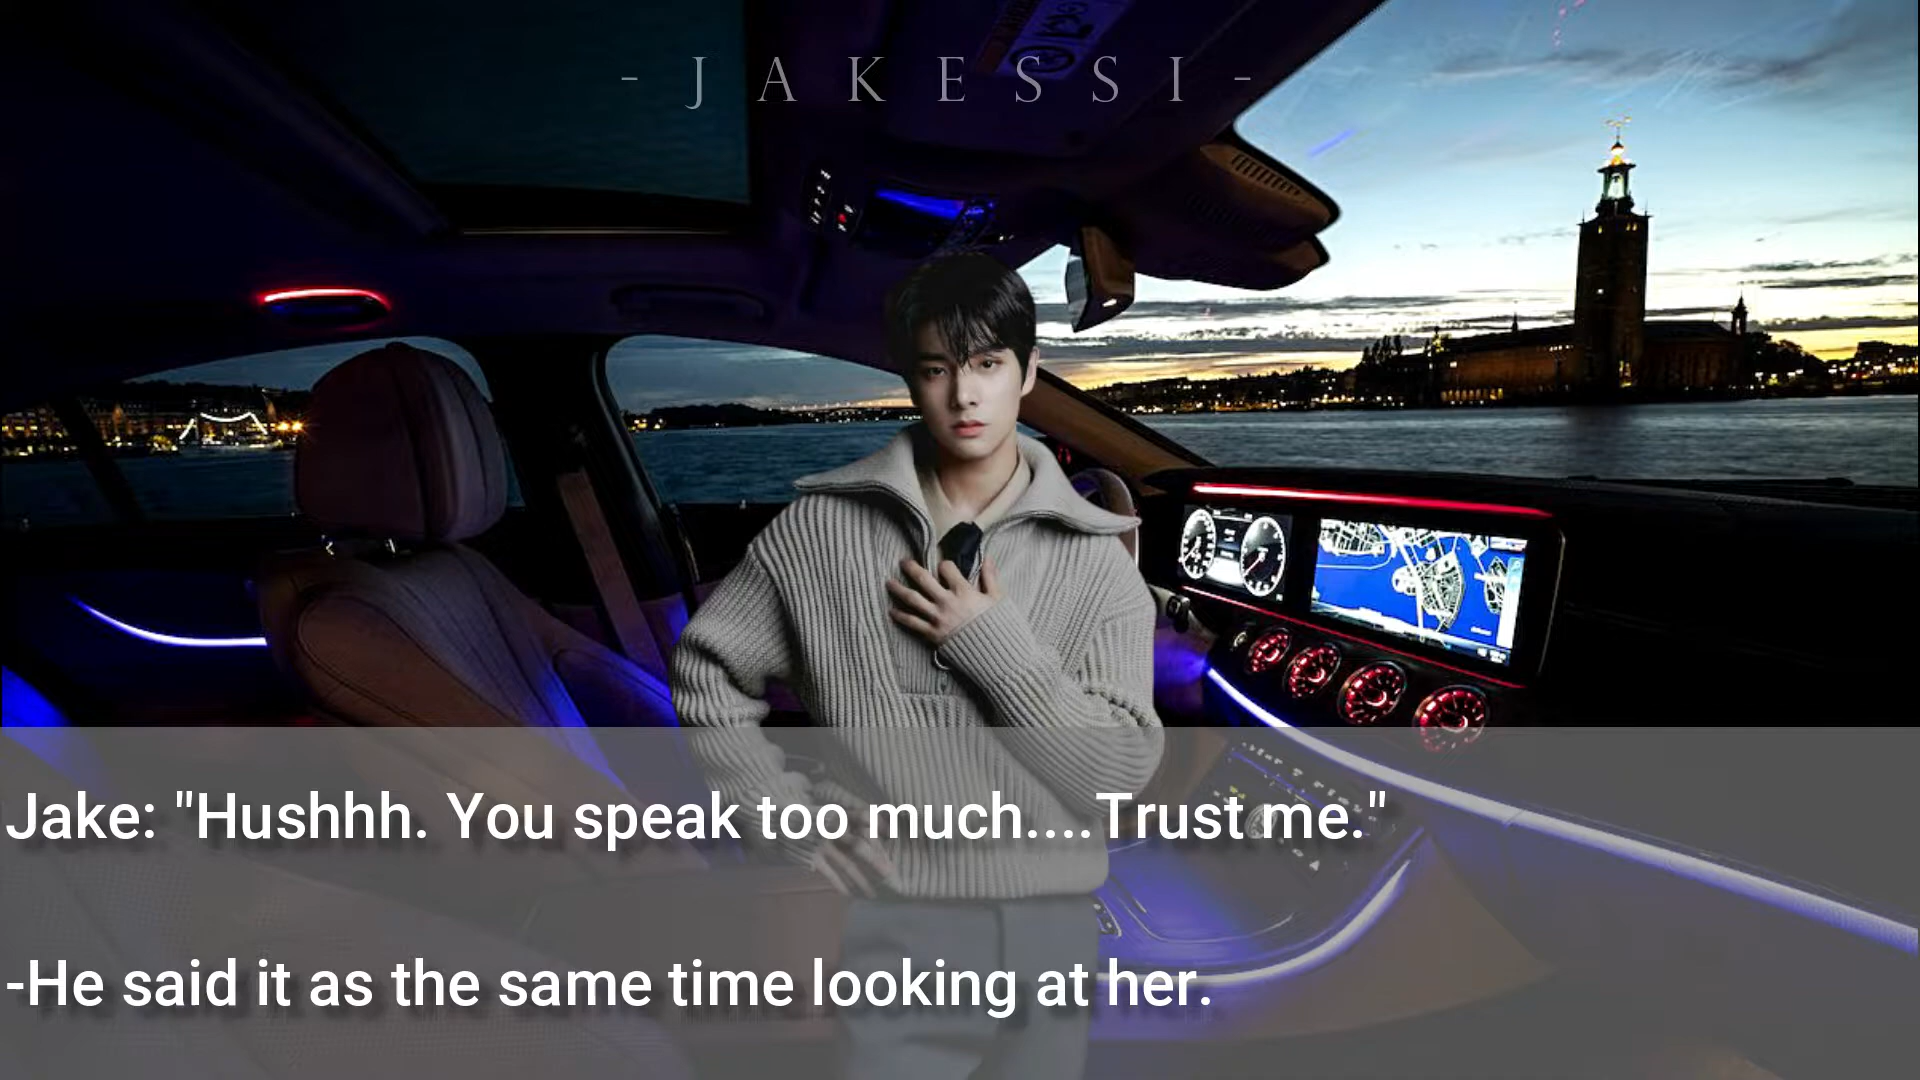 - J A K E S S I -
Jake: "Hushhh. You speak too much....Trust me."
-He said it as the same time looking at her.